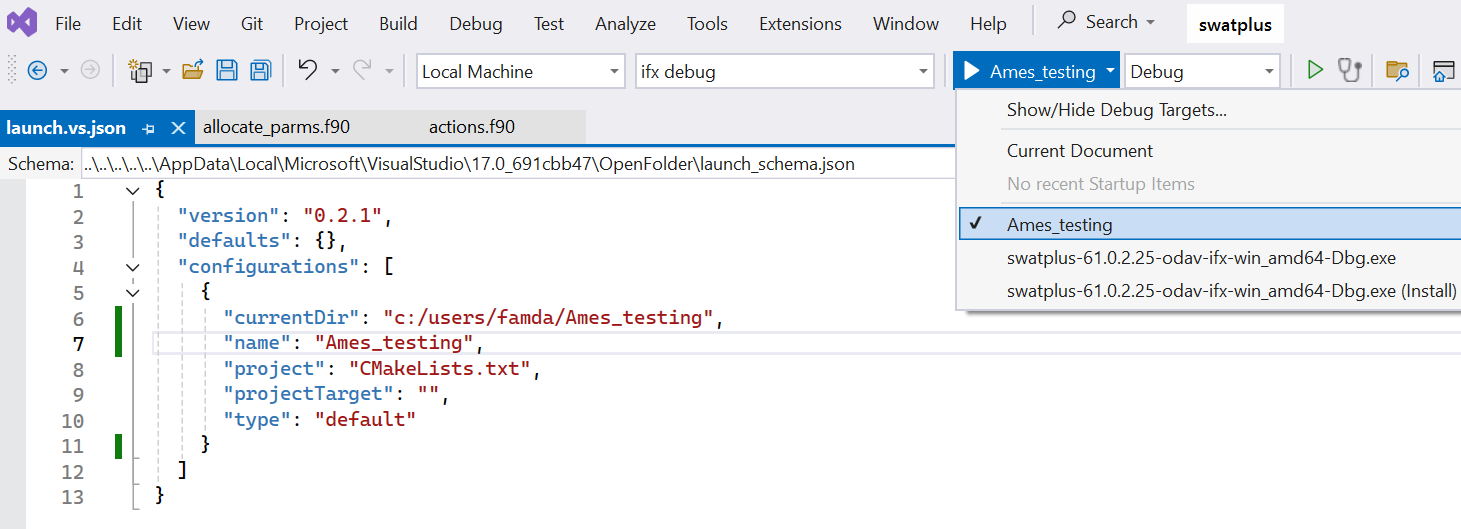 File Edit View Git Project Build Debug Test Analyze Tools Extensions Window Help Search swatplus
Local Machine ifx debug Ames_testing Debug
Show/Hide Debug Targets...
launch.vs.json allocate_parms.f90 actions.f90
Current Document
Schema: ..\..\..\..\..\AppData\Local\Microsoft\VisualStudio\17.0_691cbb47\OpenFolder\launch_schema.json
No recent Startup Items
Ames_testing
swatplus-61.0.2.25-odav-ifx-win_amd64-Dbg.exe
swatplus-61.0.2.25-odav-ifx-win_amd64-Dbg.exe (Install)
1 {
2 "version": "0.2.1",
3 "defaults": {},
4 "configurations": [
5 {
6 "currentDir": "c:/users/famda/Ames_testing",
7 "name": "Ames_testing",
8 "project": "CMakeLists.txt",
9 "projectTarget": "",
10 "type": "default"
11 }
12 ]
13 }